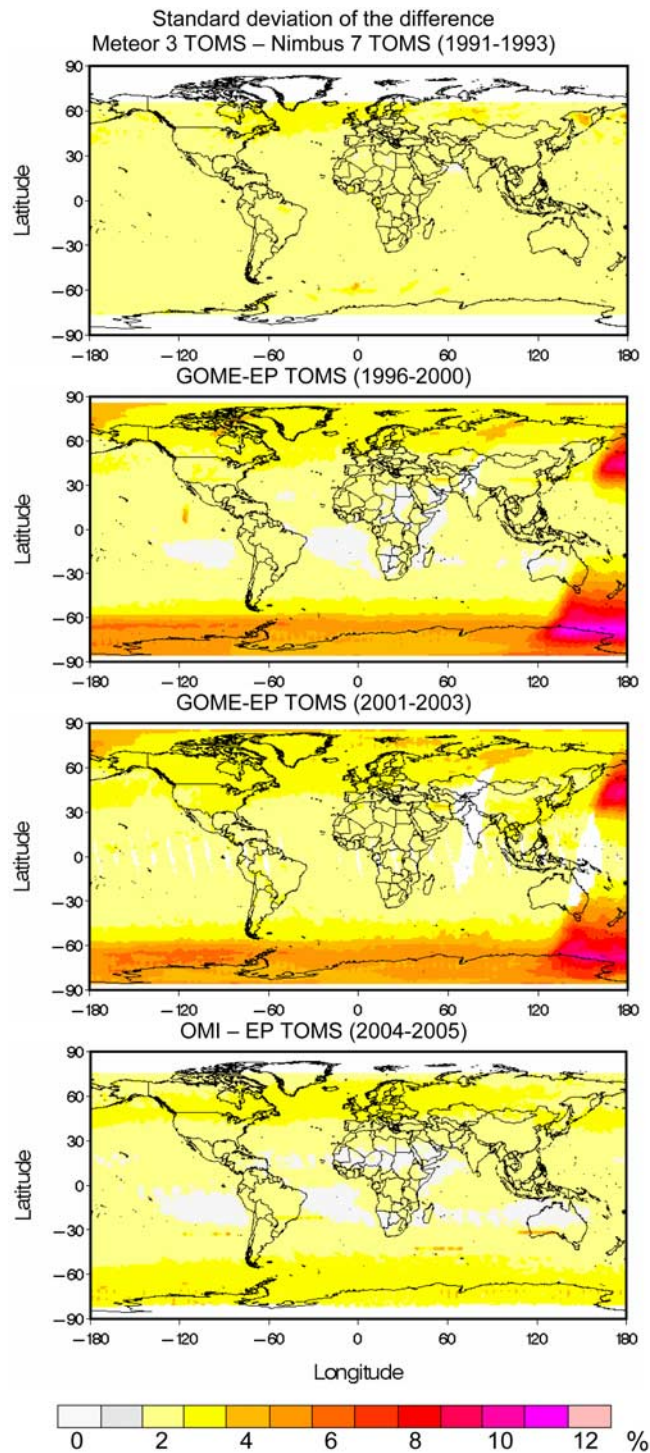 Standard deviation of the difference
Meteor 3 TOMS – Nimbus 7 TOMS (1991-1993)
90
60
30
0
−30
−60
−90
Latitude
−180 −120 −60 0 60 120 180
GOME-EP TOMS (1996-2000)
90
60
30
0
−30
−60
−90
Latitude
−180 −120 −60 0 60 120 180
GOME-EP TOMS (2001-2003)
90
60
30
0
−30
−60
−90
Latitude
−180 −120 −60 0 60 120 180
OMI – EP TOMS (2004-2005)
90
60
30
0
−30
−60
−90
Latitude
−180 −120 −60 0 60 120 180
Longitude
0 2 4 6 8 10 12 %